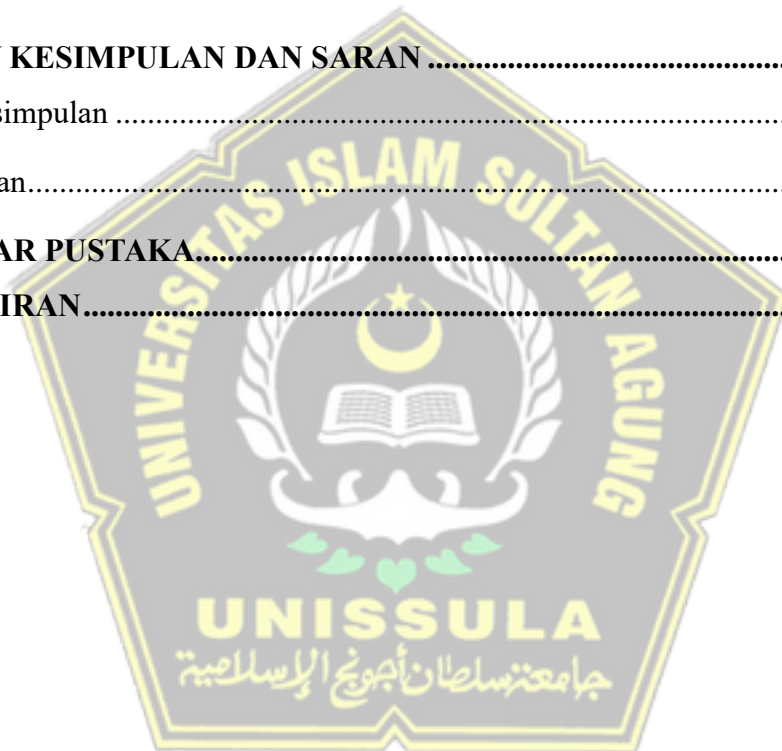 KESIMPULAN DAN SARAN ............................................
simpulan ....................................................................................
an..............................................................................................
AR PUSTAKA.........................................................................
IRAN.......................................................................................
UNIVERSITAS ISLAM SULTAN AGUNG
UNISSULA
جامعة سلطان أجونج الإسلامية